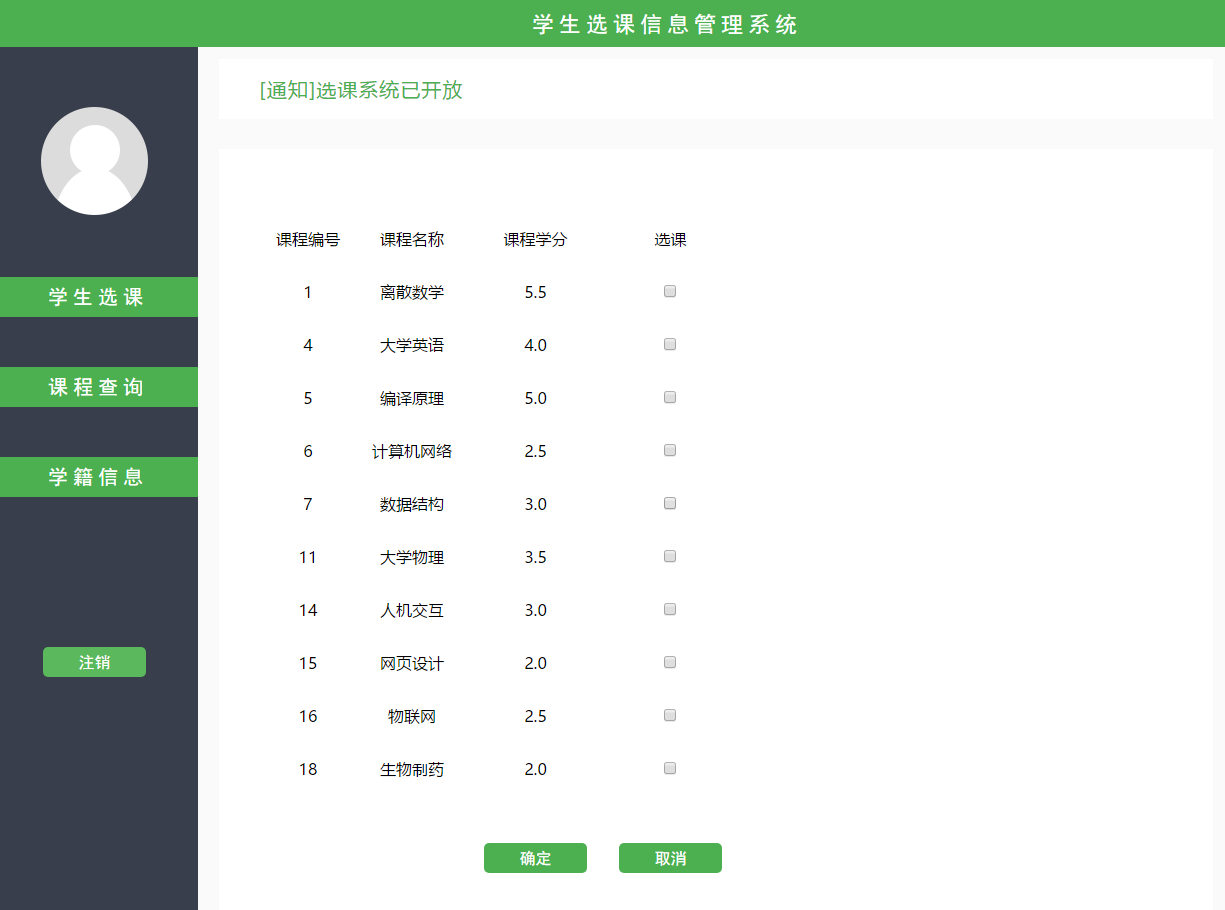 学生选课信息管理系统
[通知]选课系统已开放
学生选课
课程查询
学籍信息
注销
课程编号 课程名称 课程学分 选课
1 离散数学 5.5
4 大学英语 4.0
5 编译原理 5.0
6 计算机网络 2.5
7 数据结构 3.0
11 大学物理 3.5
14 人机交互 3.0
15 网页设计 2.0
16 物联网 2.5
18 生物制药 2.0
确定 取消